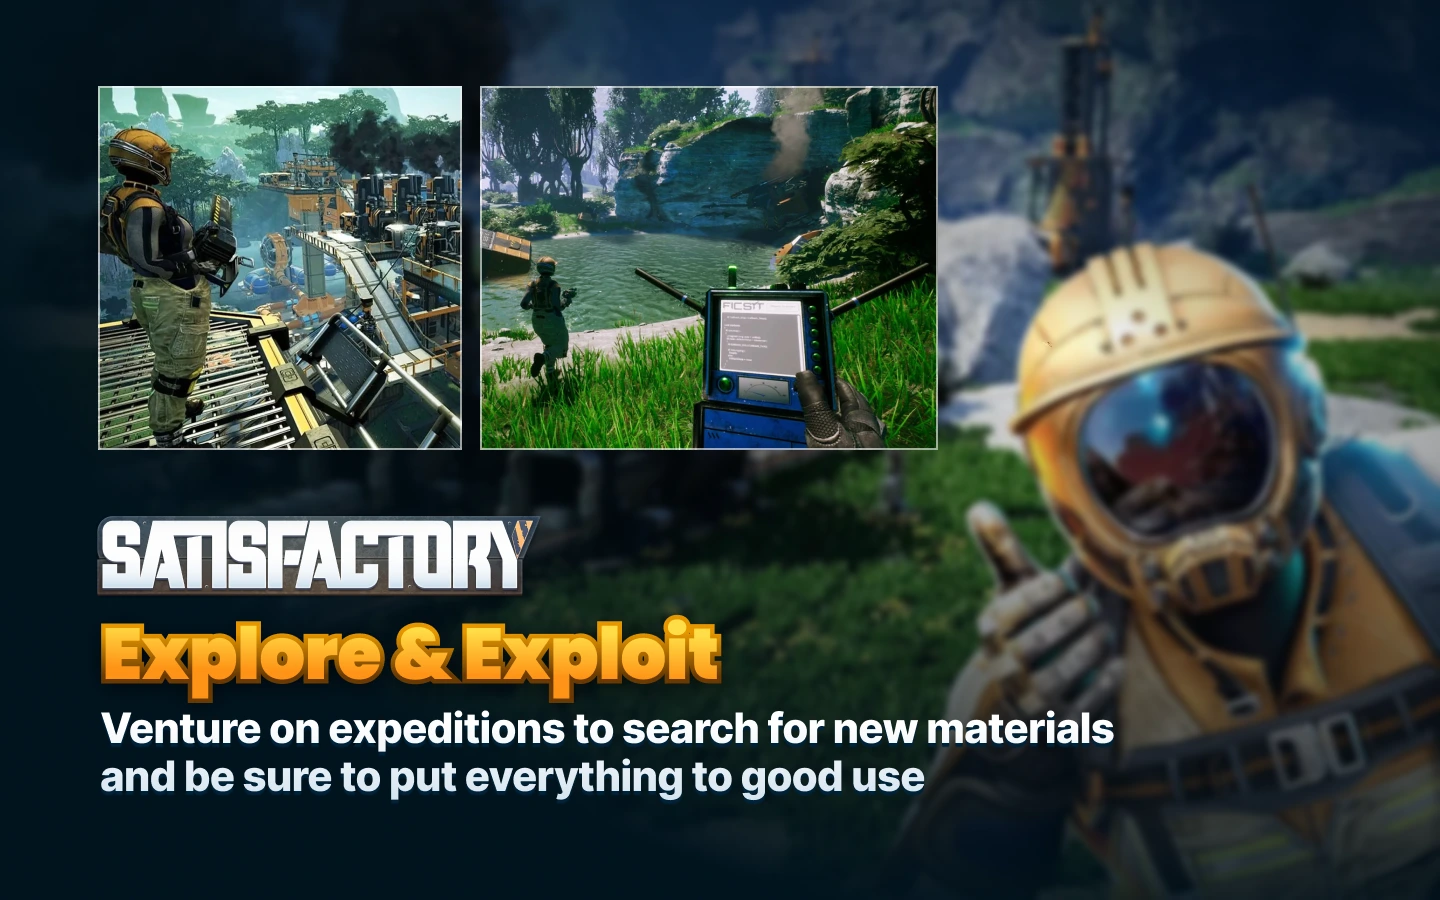 FICSIT
SATISFACTORY
Explore & Exploit
Venture on expeditions to search for new materials
and be sure to put everything to good use